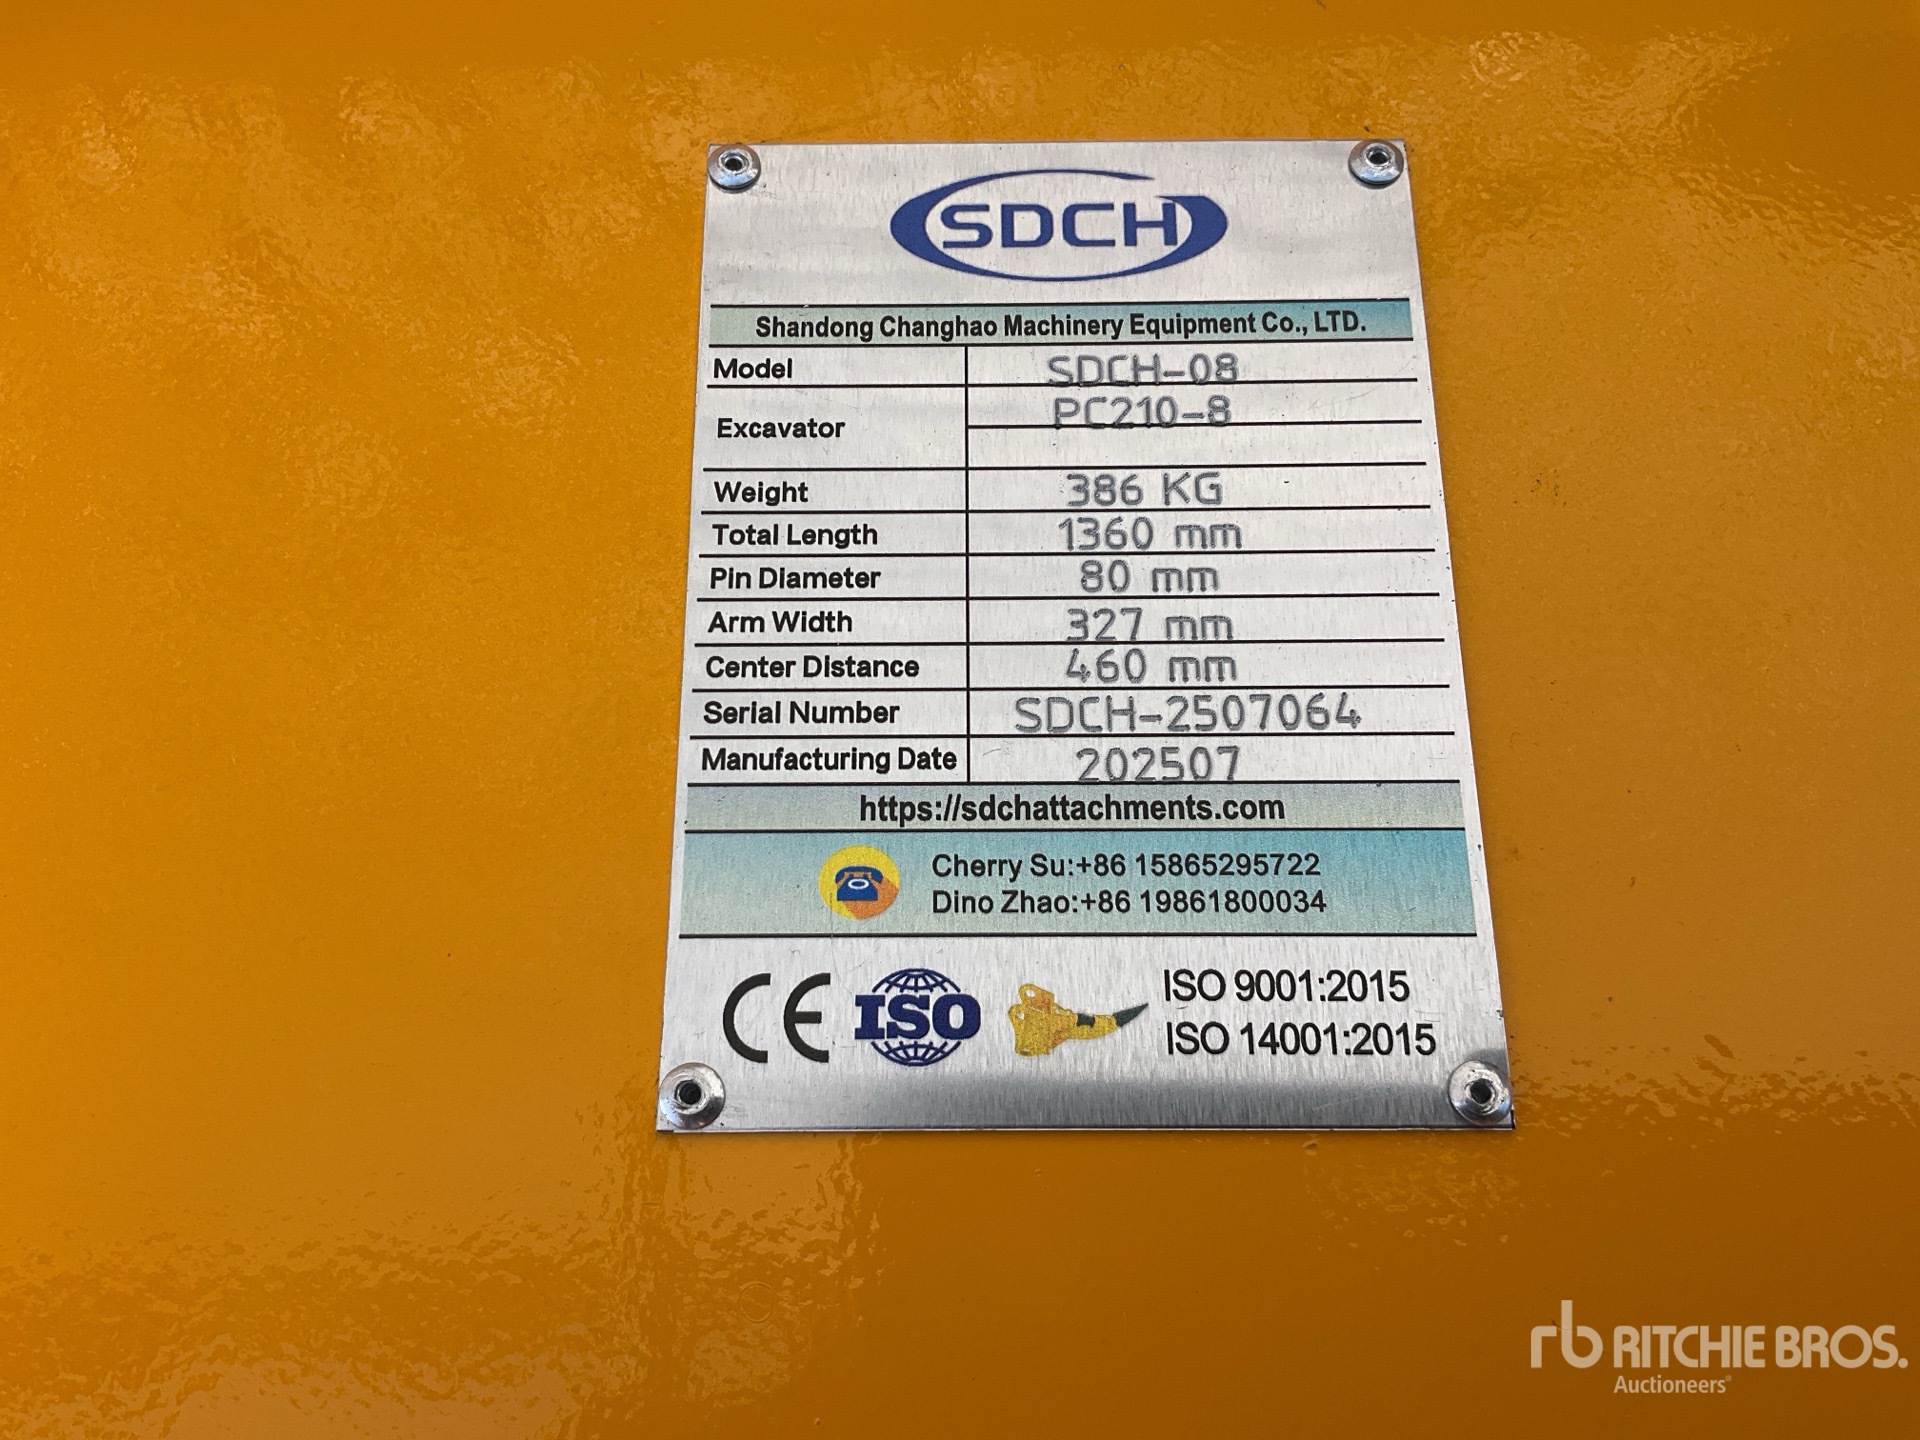 SDCH
Shandong Changhao Machinery Equipment Co., LTD.
Model SDCH-08
Excavator PC210-8
Weight 386 KG
Total Length 1360 mm
Pin Diameter 80 mm
Arm Width 327 mm
Center Distance 460 mm
Serial Number SDCH-2507064
Manufacturing Date 202507
https://sdchattachments.com
Cherry Su:+86 15865295722
Dino Zhao:+86 19861800034
CE ISO ISO 9001:2015
ISO 14001:2015
rb RITCHIE BROS.
Auctioneers®